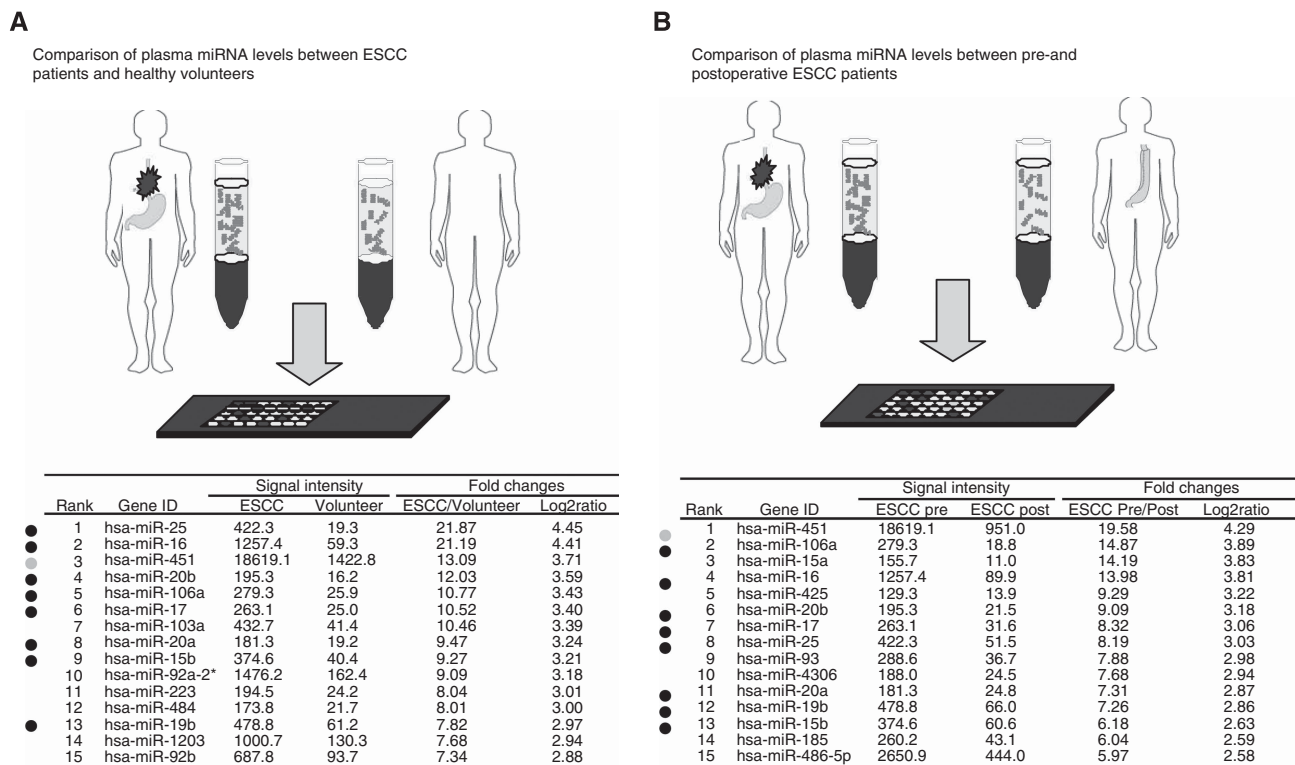 A
Comparison of plasma miRNA levels between ESCC
patients and healthy volunteers
Signal intensity Fold changes
Rank Gene ID ESCC Volunteer ESCC/Volunteer Log2ratio
1 hsa-miR-25 422.3 19.3 21.87 4.45
2 hsa-miR-16 1257.4 59.3 21.19 4.41
3 hsa-miR-451 18619.1 1422.8 13.09 3.71
4 hsa-miR-20b 195.3 16.2 12.03 3.59
5 hsa-miR-106a 279.3 25.9 10.77 3.43
6 hsa-miR-17 263.1 25.0 10.52 3.40
7 hsa-miR-103a 432.7 41.4 10.46 3.39
8 hsa-miR-20a 181.3 19.2 9.47 3.24
9 hsa-miR-15b 374.6 40.4 9.27 3.21
10 hsa-miR-92a-2* 1476.2 162.4 9.09 3.18
11 hsa-miR-223 194.5 24.2 8.04 3.01
12 hsa-miR-484 173.8 21.7 8.01 3.00
13 hsa-miR-19b 478.8 61.2 7.82 2.97
14 hsa-miR-1203 1000.7 130.3 7.68 2.94
15 hsa-miR-92b 687.8 93.7 7.34 2.88
B
Comparison of plasma miRNA levels between pre-and
postoperative ESCC patients
Signal intensity Fold changes
Rank Gene ID ESCC pre ESCC post ESCC Pre/Post Log2ratio
1 hsa-miR-451 18619.1 951.0 19.58 4.29
2 hsa-miR-106a 279.3 18.8 14.87 3.89
3 hsa-miR-15a 155.7 11.0 14.19 3.83
4 hsa-miR-16 1257.4 89.9 13.98 3.81
5 hsa-miR-425 129.3 13.9 9.29 3.22
6 hsa-miR-20b 195.3 21.5 9.09 3.18
7 hsa-miR-17 263.1 31.6 8.32 3.06
8 hsa-miR-25 422.3 51.5 8.19 3.03
9 hsa-miR-93 288.6 36.7 7.88 2.98
10 hsa-miR-4306 188.0 24.5 7.68 2.94
11 hsa-miR-20a 181.3 24.8 7.31 2.87
12 hsa-miR-19b 478.8 66.0 7.26 2.86
13 hsa-miR-15b 374.6 60.6 6.18 2.63
14 hsa-miR-185 260.2 43.1 6.04 2.59
15 hsa-miR-486-5p 2650.9 444.0 5.97 2.58